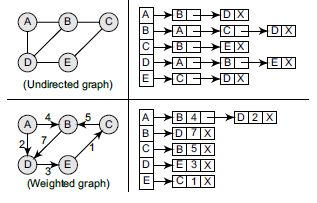 A B C
D E
(Undirected graph)
A B D X
B A C D X
C B E X
D A B E X
E C D X
A 4 B 5 C
2 7 1
D 3 E
(Weighted graph)
A B 4 D 2 X
B D 7 X
C B 5 X
D E 3 X
E C 1 X